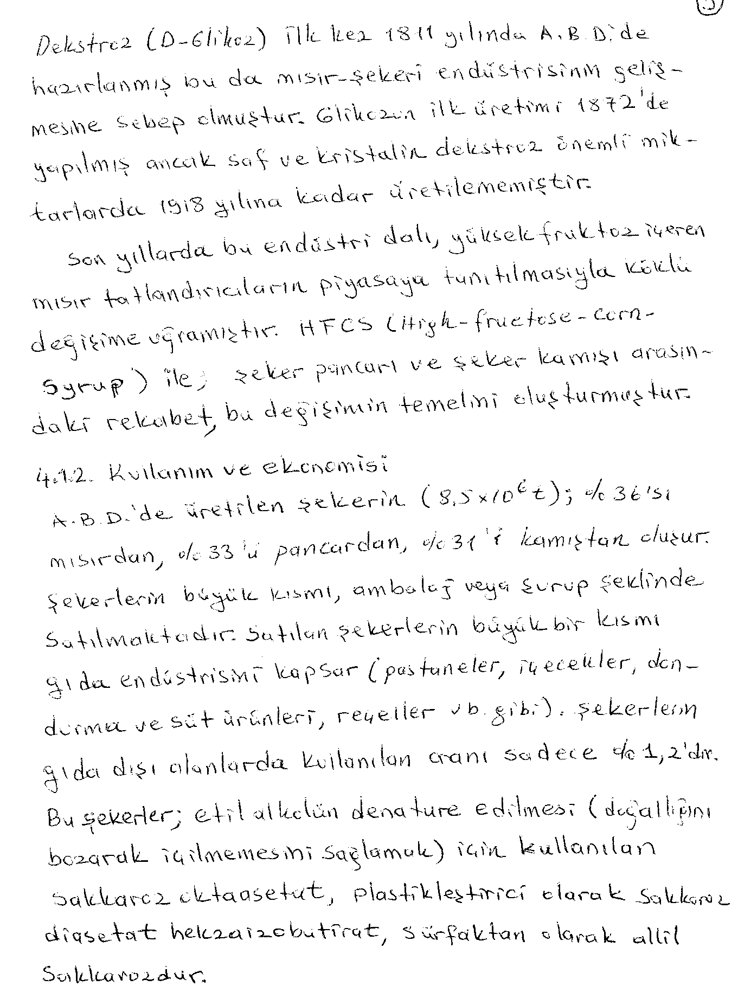 Dekstroz (D-Glikoz) ilk kez 1811 yılında A.B.D.'de
hazırlanmış bu da mısır-şekeri endüstrisinin geliş-
mesine sebep olmuştur. Glikozun ilk üretimi 1872'de
yapılmış ancak saf ve kristalin dekstroz önemli mik-
tarlarda 1918 yılına kadar üretilememiştir.
Son yıllarda bu endüstri dalı, yüksek fruktoz içeren
mısır tatlandırıcıların piyasaya tanıtılmasıyla köklü
değişime uğramıştır. HFCS (High-fructose-corn-
syrup) ile; şeker pancarı ve şeker kamışı arasın-
daki rekabet, bu değişimin temelini oluşturmuştur.
4.1.2. Kullanım ve ekonomisi
A.B.D.'de üretilen şekerin (8,5x10⁶t); %36'sı
mısırdan, %33'ü pancardan, %31'i kamıştan oluşur.
Şekerlerin büyük kısmı, ambalaj veya şurup şeklinde
satılmaktadır. Satılan şekerlerin büyük bir kısmı
gıda endüstrisini kapsar (pastaneler, içecekler, don-
durma ve süt ürünleri, reçeller vb. gibi). Şekerlerin
gıda dışı alanlarda kullanılan oranı sadece %1,2'dır.
Bu şekerler; etil alkolün denature edilmesi (doğallığını
bozarak içilmemesini sağlamak) için kullanılan
sakkaroz oktaasetat, plastikleştirici olarak sakkaroz
diasetat hekzaizobutirat, sürfaktan olarak allil
sakkarozdur.